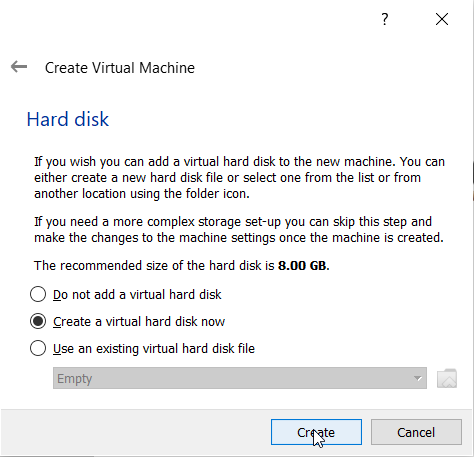 ?
Create Virtual Machine
Hard disk
If you wish you can add a virtual hard disk to the new machine. You can
either create a new hard disk file or select one from the list or from
another location using the folder icon.
If you need a more complex storage set-up you can skip this step and
make the changes to the machine settings once the machine is created.
The recommended size of the hard disk is 8.00 GB.
Do not add a virtual hard disk
Create a virtual hard disk now
Use an existing virtual hard disk file
Empty
Create Cancel